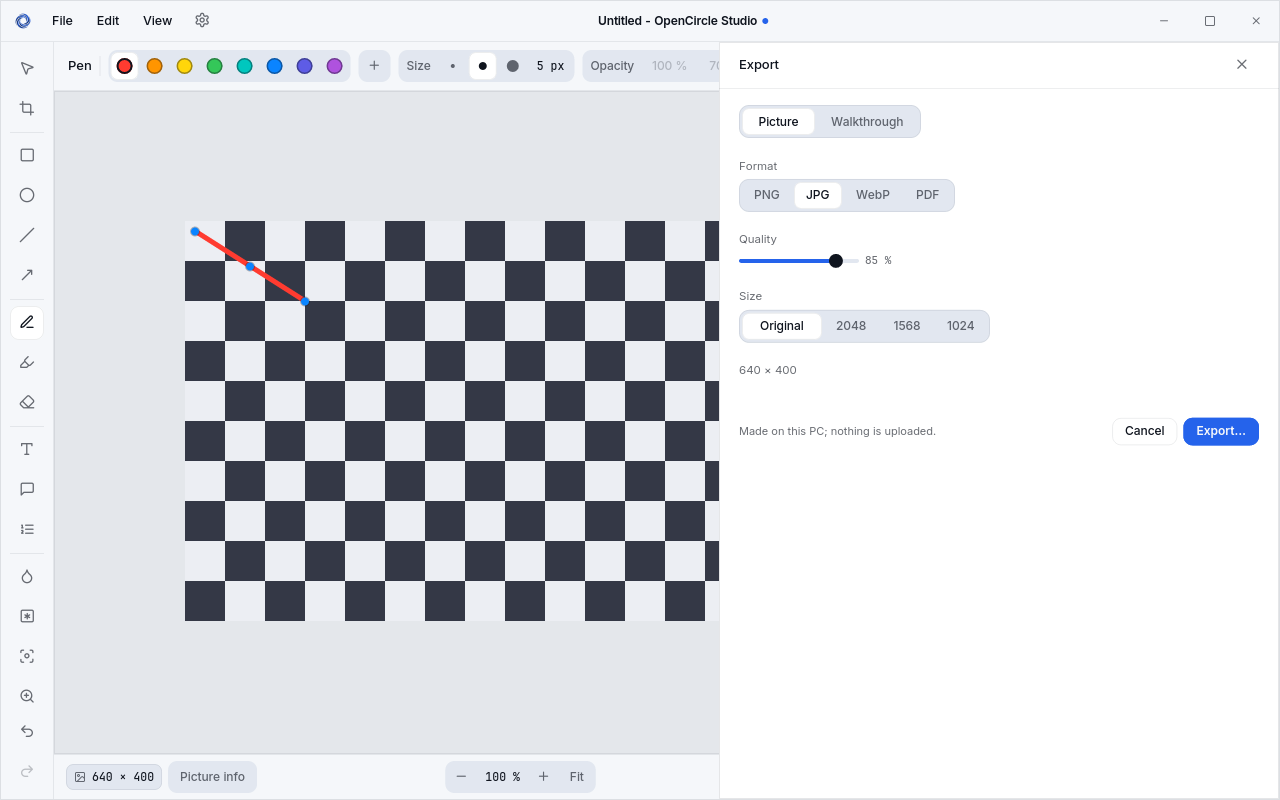 File Edit View
Untitled - OpenCircle Studio
Pen
Size
5 px
Opacity 100 %
Export
Picture Walkthrough
Format
PNG JPG WebP PDF
Quality
85 %
Size
Original 2048 1568 1024
640 × 400
Made on this PC; nothing is uploaded.
Cancel Export...
640 × 400 Picture info
100 % Fit